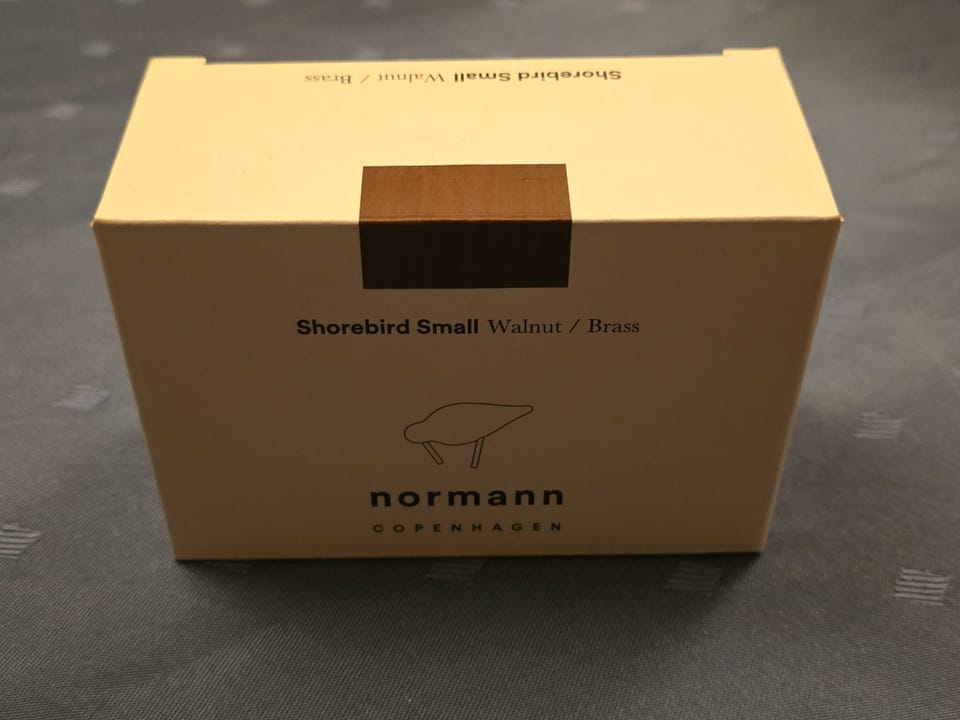 Shorebird Small Walnut / Brass
Shorebird Small Walnut / Brass
normann
COPENHAGEN